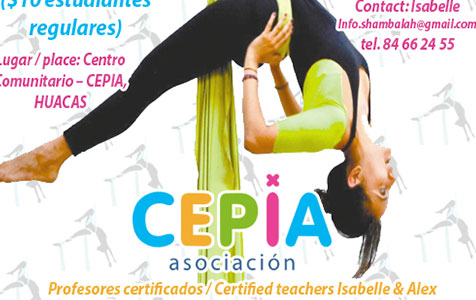 ($10 estudiantes
regulares)
Lugar / place: Centro
Comunitario – CEPIA,
HUACAS
Contact: Isabelle
Info.shambalah@gmail.com
tel. 84 66 24 55
CEPIA
asociación
Profesores certificados / Certified teachers Isabelle & Alex